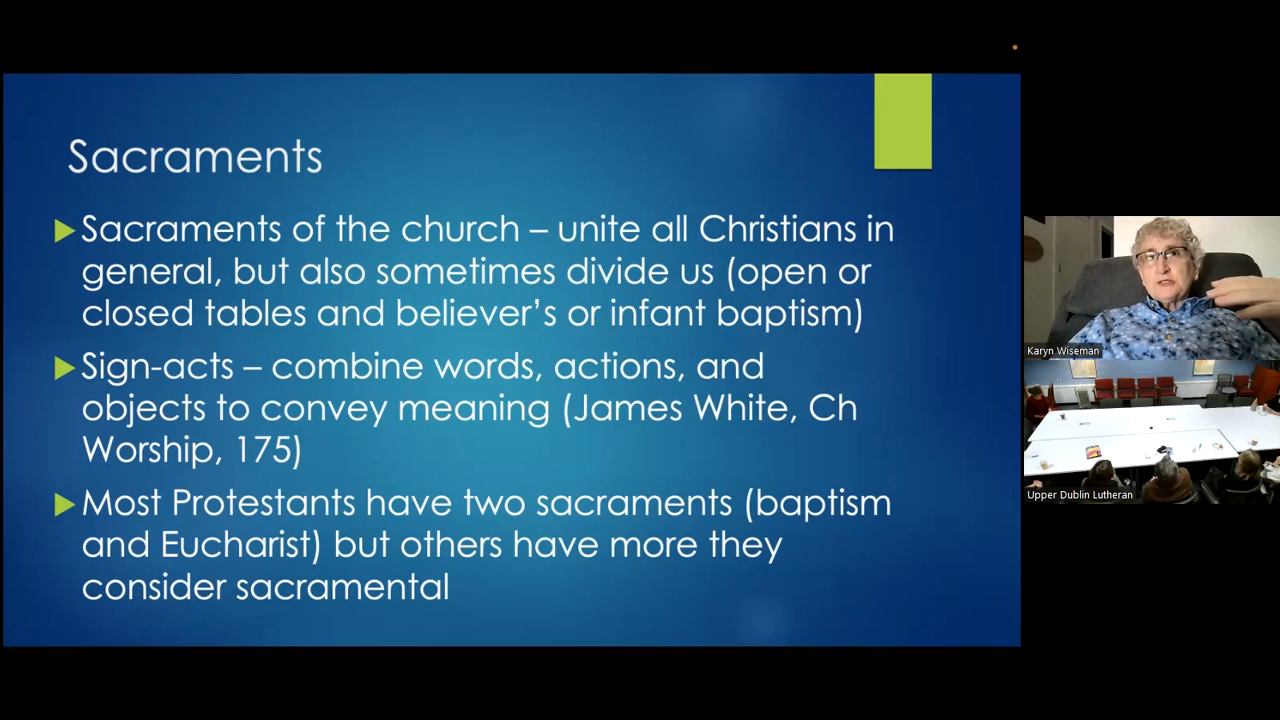 Sacraments
Sacraments of the church – unite all Christians in
general, but also sometimes divide us (open or
closed tables and believer’s or infant baptism)
Sign-acts – combine words, actions, and
objects to convey meaning (James White, Ch
Worship, 175)
Most Protestants have two sacraments (baptism
and Eucharist) but others have more they
consider sacramental
Karyn Wiseman
Upper Dublin Lutheran